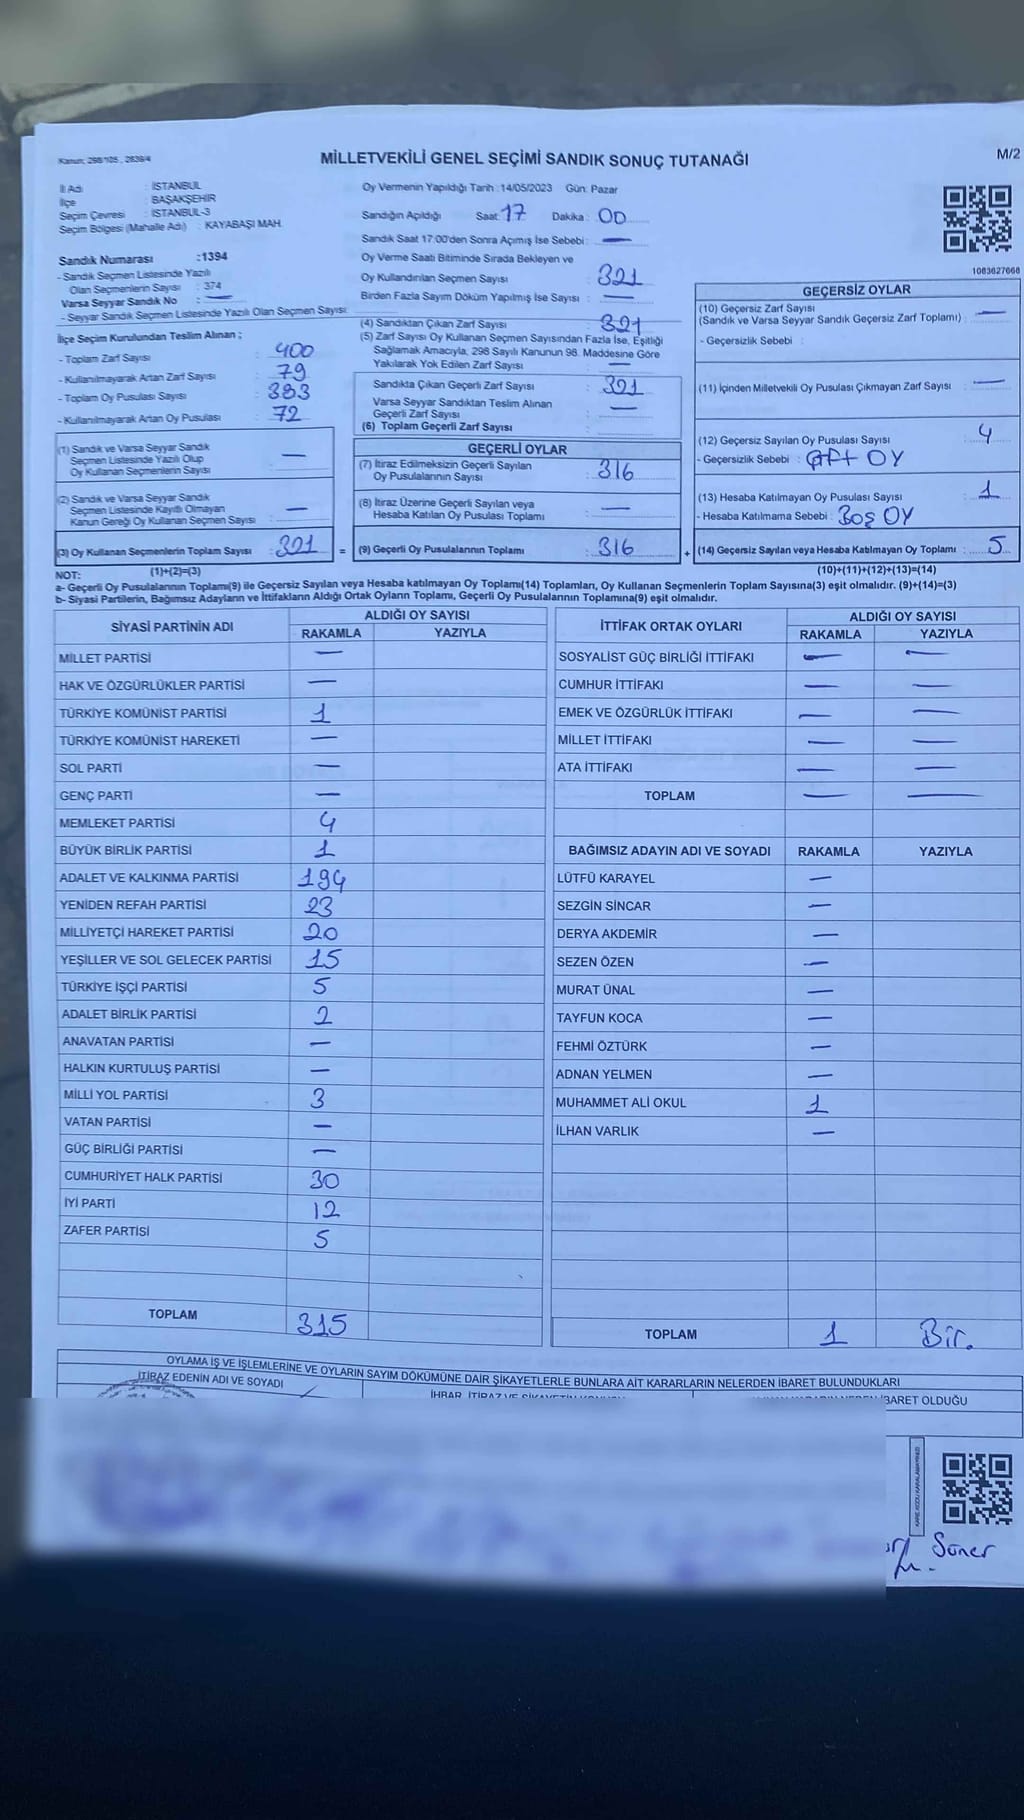 Kanun: 298/105 , 2839/4
MİLLETVEKİLİ GENEL SEÇİMİ SANDIK SONUÇ TUTANAĞI
M/2
İl Adı : İSTANBUL
İlçe : BAŞAKŞEHİR
Seçim Çevresi : İSTANBUL-3
Seçim Bölgesi (Mahalle Adı) : KAYABAŞI MAH.
Oy Vermenin Yapıldığı Tarih : 14/05/2023 Gün: Pazar
Sandığın Açıldığı Saat: 17 Dakika : 00
Sandık Saat 17:00'den Sonra Açılmış İse Sebebi : —
Oy Verme Saati Bitiminde Sırada Bekleyen ve
Oy Kullandırılan Seçmen Sayısı 321
Birden Fazla Sayım Döküm Yapılmış İse Sayısı : —
1083627668
Sandık Numarası :1394
- Sandık Seçmen Listesinde Yazılı
Olan Seçmenlerin Sayısı : 374
Varsa Seyyar Sandık No : —
- Seyyar Sandık Seçmen Listesinde Yazılı Olan Seçmen Sayısı:
İlçe Seçim Kurulundan Teslim Alınan ;
- Toplam Zarf Sayısı : 400
- Kullanılmayarak Artan Zarf Sayısı : 79
- Toplam Oy Pusulası Sayısı : 383
- Kullanılmayarak Artan Oy Pusulası : 72
(4) Sandıktan Çıkan Zarf Sayısı : 321
(5) Zarf Sayısı Oy Kullanan Seçmen Sayısından Fazla İse, Eşitliği
Sağlamak Amacıyla, 298 Sayılı Kanunun 98. Maddesine Göre
Yakılarak Yok Edilen Zarf Sayısı : —
Sandıkta Çıkan Geçerli Zarf Sayısı : 321
Varsa Seyyar Sandıktan Teslim Alınan
Geçerli Zarf Sayısı : —
(6) Toplam Geçerli Zarf Sayısı :
GEÇERSİZ OYLAR
(10) Geçersiz Zarf Sayısı
(Sandık ve Varsa Seyyar Sandık Geçersiz Zarf Toplamı) : —
- Geçersizlik Sebebi :
(11) İçinden Milletvekili Oy Pusulası Çıkmayan Zarf Sayısı : —
(12) Geçersiz Sayılan Oy Pusulası Sayısı : 4
- Geçersizlik Sebebi : Çift OY
(13) Hesaba Katılmayan Oy Pusulası Sayısı : 1
- Hesaba Katılmama Sebebi : Boş OY
(1) Sandık ve Varsa Seyyar Sandık
Seçmen Listesinde Yazılı Olup
Oy Kullanan Seçmenlerin Sayısı : —
(2) Sandık ve Varsa Seyyar Sandık
Seçmen Listesinde Kayıtlı Olmayan
Kanun Gereği Oy Kullanan Seçmen Sayısı : —
GEÇERLİ OYLAR
(7) İtiraz Edilmeksizin Geçerli Sayılan
Oy Pusulalarının Sayısı : 316
(8) İtiraz Üzerine Geçerli Sayılan veya
Hesaba Katılan Oy Pusulası Toplamı : —
(3) Oy Kullanan Seçmenlerin Toplam Sayısı : 321 = (9) Geçerli Oy Pusulalarının Toplamı : 316 + (14) Geçersiz Sayılan veya Hesaba Katılmayan Oy Toplamı : 5
NOT: (1)+(2)=(3) (10)+(11)+(12)+(13)=(14)
a- Geçerli Oy Pusulalarının Toplamı(9) ile Geçersiz Sayılan veya Hesaba katılmayan Oy Toplamı(14) Toplamları, Oy Kullanan Seçmenlerin Toplam Sayısına(3) eşit olmalıdır. (9)+(14)=(3)
b- Siyasi Partilerin, Bağımsız Adayların ve İttifakların Aldığı Ortak Oyların Toplamı, Geçerli Oy Pusulalarının Toplamına(9) eşit olmalıdır.
SİYASİ PARTİNİN ADI ALDIĞI OY SAYISI
RAKAMLA YAZIYLA
MİLLET PARTİSİ —
HAK VE ÖZGÜRLÜKLER PARTİSİ —
TÜRKİYE KOMÜNİST PARTİSİ 1
TÜRKİYE KOMÜNİST HAREKETİ —
SOL PARTİ —
GENÇ PARTİ —
MEMLEKET PARTİSİ 4
BÜYÜK BİRLİK PARTİSİ 1
ADALET VE KALKINMA PARTİSİ 194
YENİDEN REFAH PARTİSİ 23
MİLLİYETÇİ HAREKET PARTİSİ 20
YEŞİLLER VE SOL GELECEK PARTİSİ 15
TÜRKİYE İŞÇİ PARTİSİ 5
ADALET BİRLİK PARTİSİ 2
ANAVATAN PARTİSİ —
HALKIN KURTULUŞ PARTİSİ —
MİLLİ YOL PARTİSİ 3
VATAN PARTİSİ —
GÜÇ BİRLİĞİ PARTİSİ —
CUMHURİYET HALK PARTİSİ 30
İYİ PARTİ 12
ZAFER PARTİSİ 5
TOPLAM 315
İTTİFAK ORTAK OYLARI ALDIĞI OY SAYISI
RAKAMLA YAZIYLA
SOSYALİST GÜÇ BİRLİĞİ İTTİFAKI — —
CUMHUR İTTİFAKI — —
EMEK VE ÖZGÜRLÜK İTTİFAKI — —
MİLLET İTTİFAKI — —
ATA İTTİFAKI — —
TOPLAM — —
BAĞIMSIZ ADAYIN ADI VE SOYADI RAKAMLA YAZIYLA
LÜTFÜ KARAYEL —
SEZGİN SİNCAR —
DERYA AKDEMİR —
SEZEN ÖZEN —
MURAT ÜNAL —
TAYFUN KOCA —
FEHMİ ÖZTÜRK —
ADNAN YELMEN —
MUHAMMET ALİ OKUL 1
İLHAN VARLIK —
TOPLAM 1 Bir.
OYLAMA İŞ VE İŞLEMLERİNE VE OYLARIN SAYIM DÖKÜMÜNE DAİR ŞİKAYETLERLE BUNLARA AİT KARARLARIN NELERDEN İBARET BULUNDUKLARI
İTİRAZ EDENİN ADI VE SOYADI
İHBAR, İTİRAZ VE ŞİKAYETİN
İBARET OLDUĞU
KARE KODU KARALAMAYINIZ!
Soner